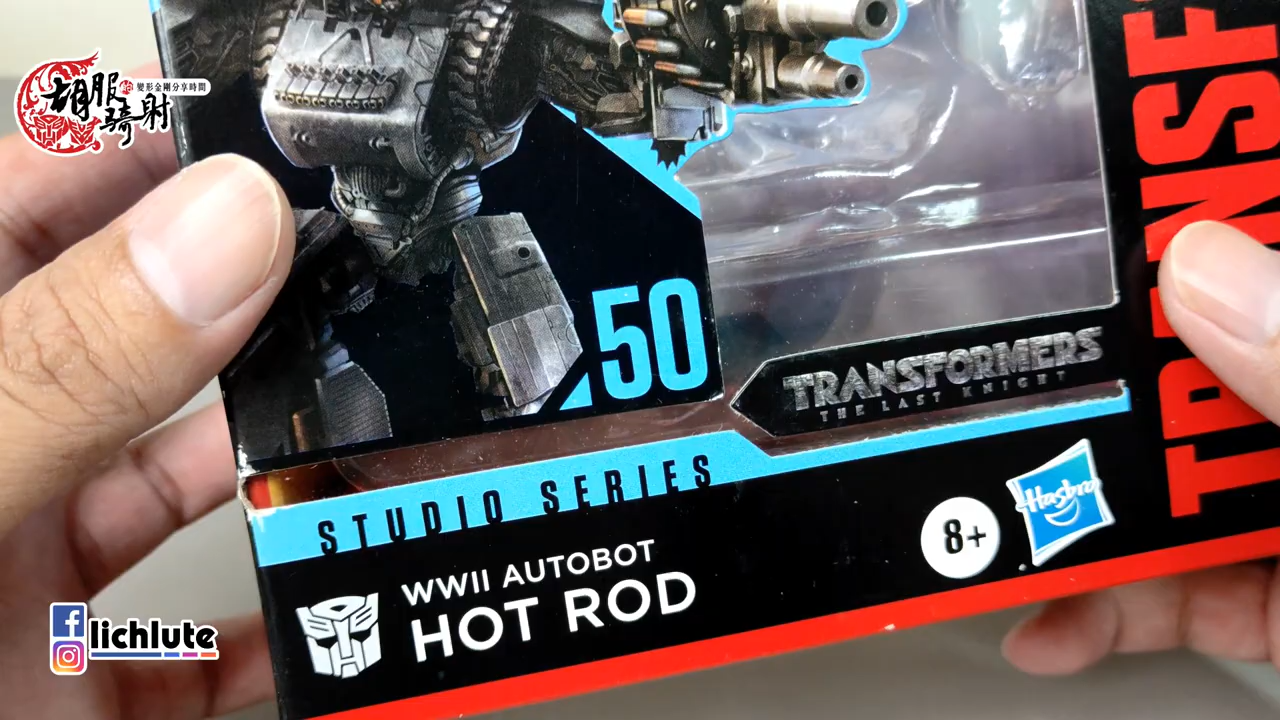 胡服騎射
的變形金剛分享時間
TRANSF
50
TRANSFORMERS
THE LAST KNIGHT
STUDIO SERIES
8+
Hasbro
WWII AUTOBOT
HOT ROD
lichlute